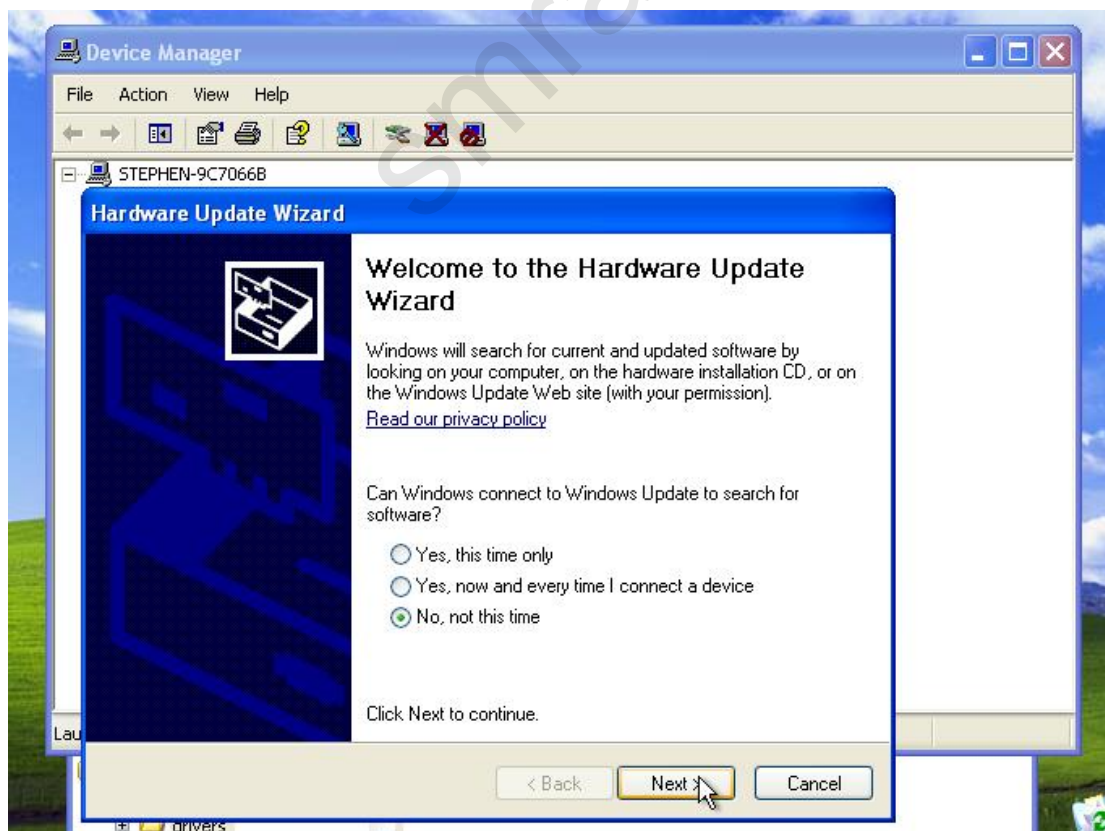 smra
Device Manager
File Action View Help
STEPHEN-9C7066B
Hardware Update Wizard
Welcome to the Hardware Update
Wizard
Windows will search for current and updated software by
looking on your computer, on the hardware installation CD, or on
the Windows Update Web site (with your permission).
Read our privacy policy
Can Windows connect to Windows Update to search for
software?
Yes, this time only
Yes, now and every time I connect a device
No, not this time
Click Next to continue.
Lau
< Back Next > Cancel
drivers